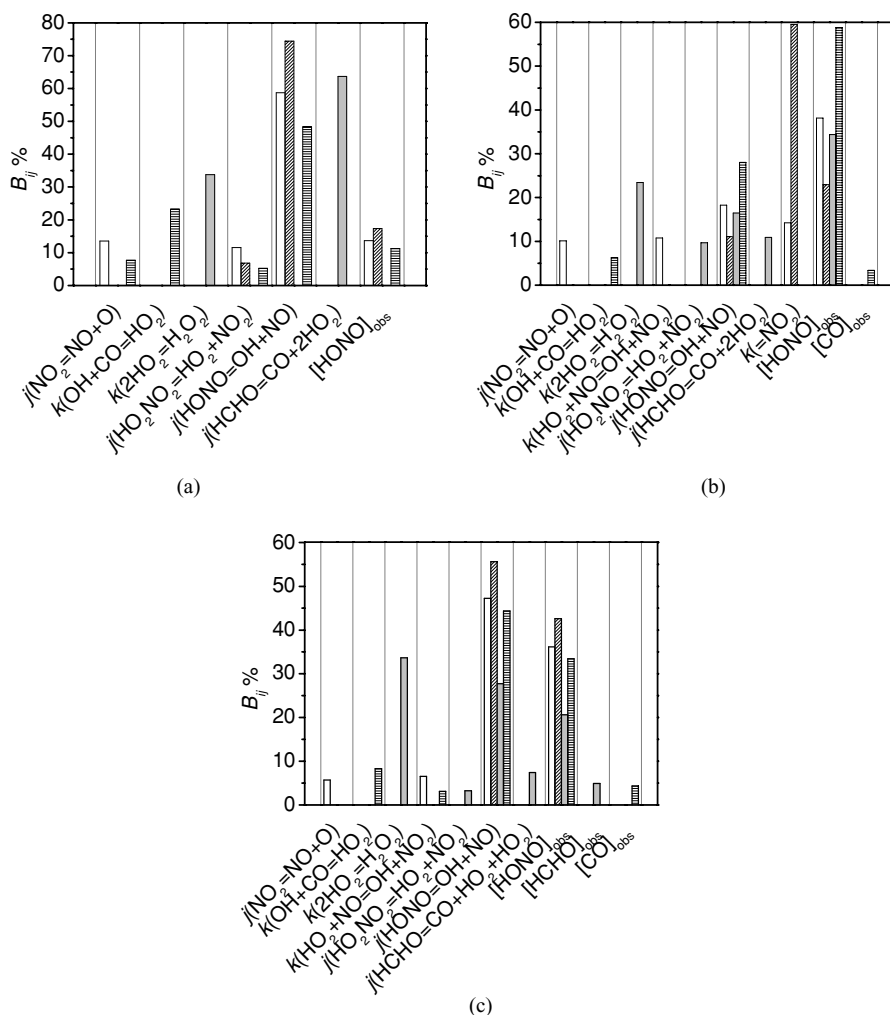 80
70
60
50
40
30
20
10
0
B_ij %
j(NO₂=NO+O)
k(OH+CO=HO₂)
k(2HO₂=H₂O₂)
j(HO₂NO₂=HO₂+NO₂)
j(HONO=OH+NO)
j(HCHO=CO+2HO₂)
[HONO]obs
(a)
60
50
40
30
20
10
0
B_ij %
j(NO₂=NO+O)
k(OH+CO=HO₂)
k(2HO₂=H₂O₂)
k(HO₂+NO=OH+NO₂)
j(HO₂NO₂=HO₂+NO₂)
j(HONO=OH+NO)
j(HCHO=CO+2HO₂)
k(=NO₂)
[HONO]obs
[CO]obs
(b)
60
50
40
30
20
10
0
B_ij %
j(NO₂=NO+O)
k(OH+CO=HO₂)
k(2HO₂=H₂O₂)
k(HO₂+NO=OH+NO₂)
j(HO₂NO₂=HO₂+NO₂)
j(HONO=OH+NO)
j(HCHO=CO+HO₂+HO₂)
[HONO]obs
[HCHO]obs
[CO]obs
(c)